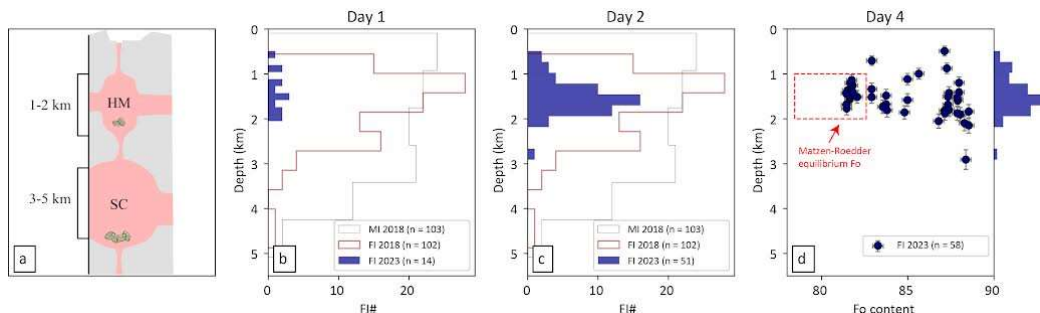 1-2 km
HM
3-5 km
SC
a
Day 1
Depth (km)
0
1
2
3
4
5
MI 2018 (n = 103)
FI 2018 (n = 102)
FI 2023 (n = 14)
b
0
10
20
FI#
Day 2
Depth (km)
0
1
2
3
4
5
MI 2018 (n = 103)
FI 2018 (n = 102)
FI 2023 (n = 51)
c
0
10
20
FI#
Day 4
Depth (km)
0
1
2
3
4
5
Matzen-Roedder
equilibrium Fo
FI 2023 (n = 58)
d
80
85
90
Fo content